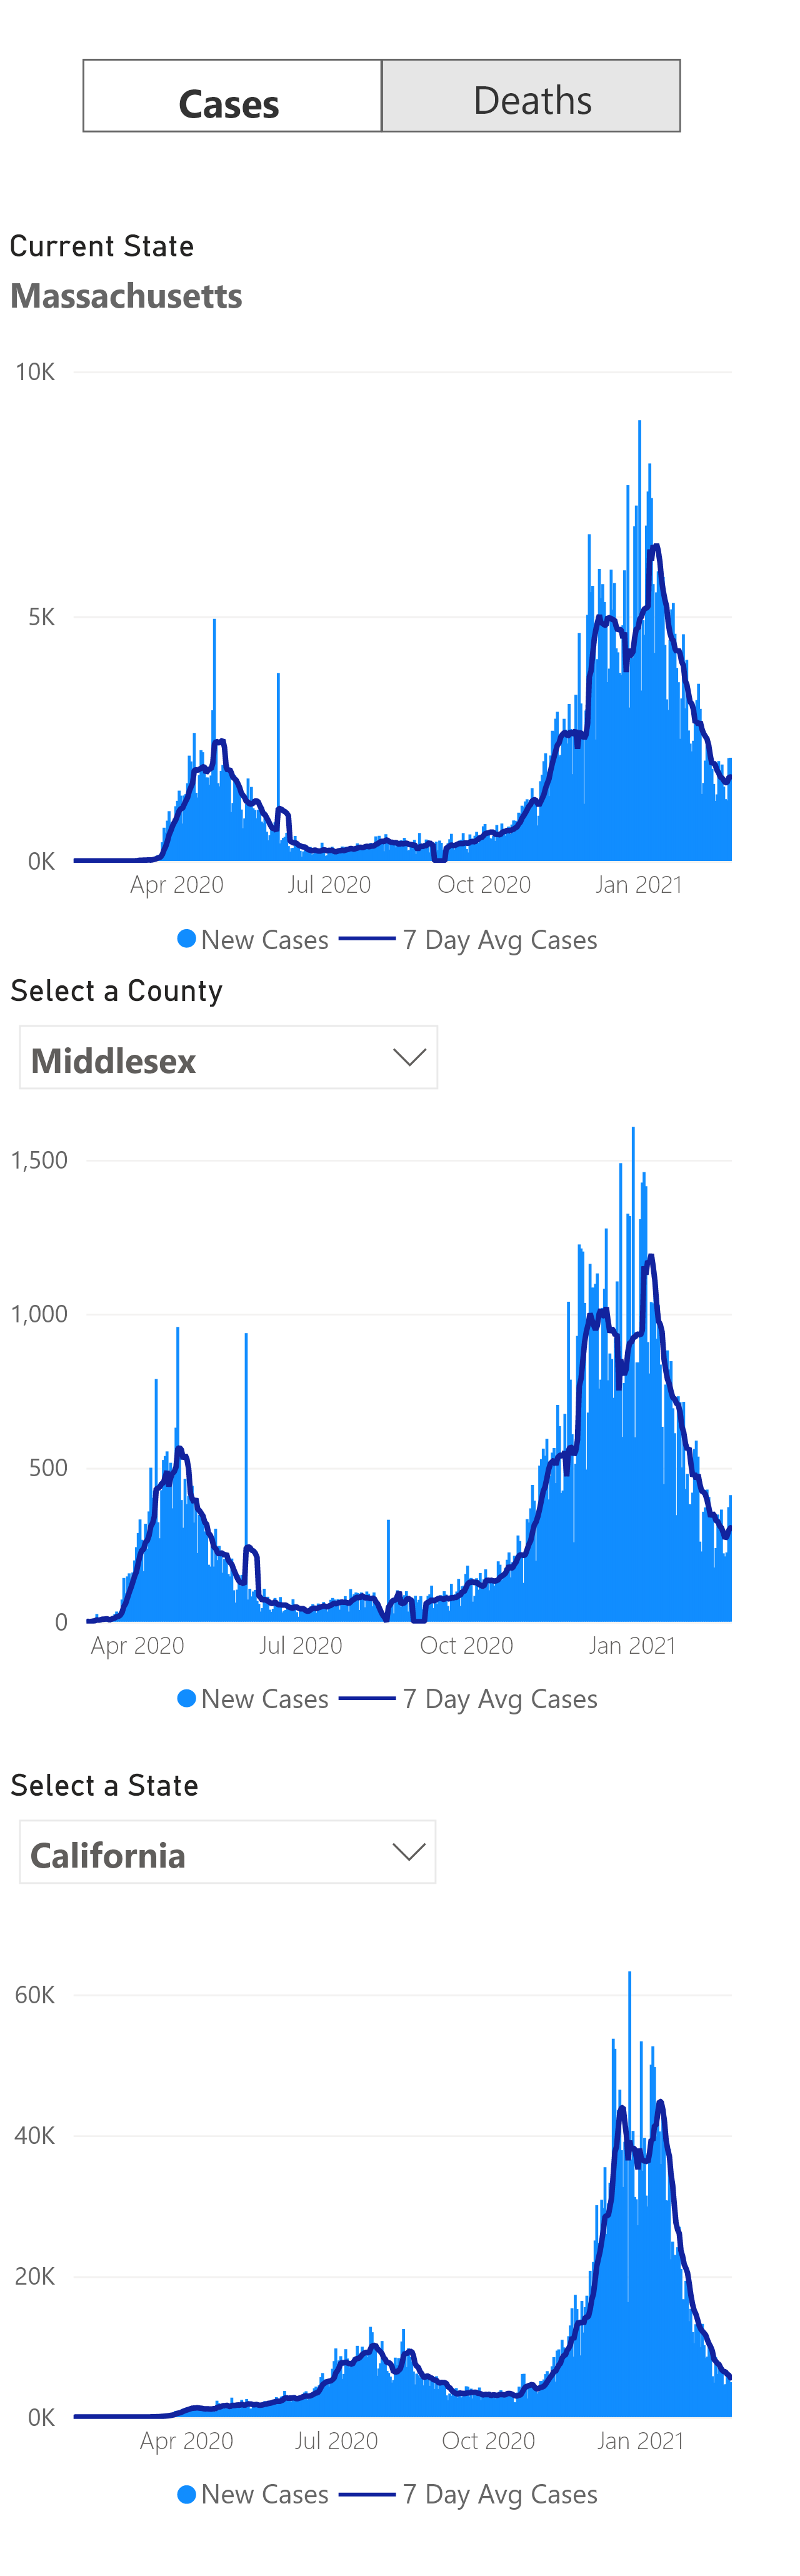 Cases Deaths
Current State
Massachusetts
10K
5K
0K
Apr 2020 Jul 2020 Oct 2020 Jan 2021
New Cases 7 Day Avg Cases
Select a County
Middlesex
1,500
1,000
500
0
Apr 2020 Jul 2020 Oct 2020 Jan 2021
New Cases 7 Day Avg Cases
Select a State
California
60K
40K
20K
0K
Apr 2020 Jul 2020 Oct 2020 Jan 2021
New Cases 7 Day Avg Cases